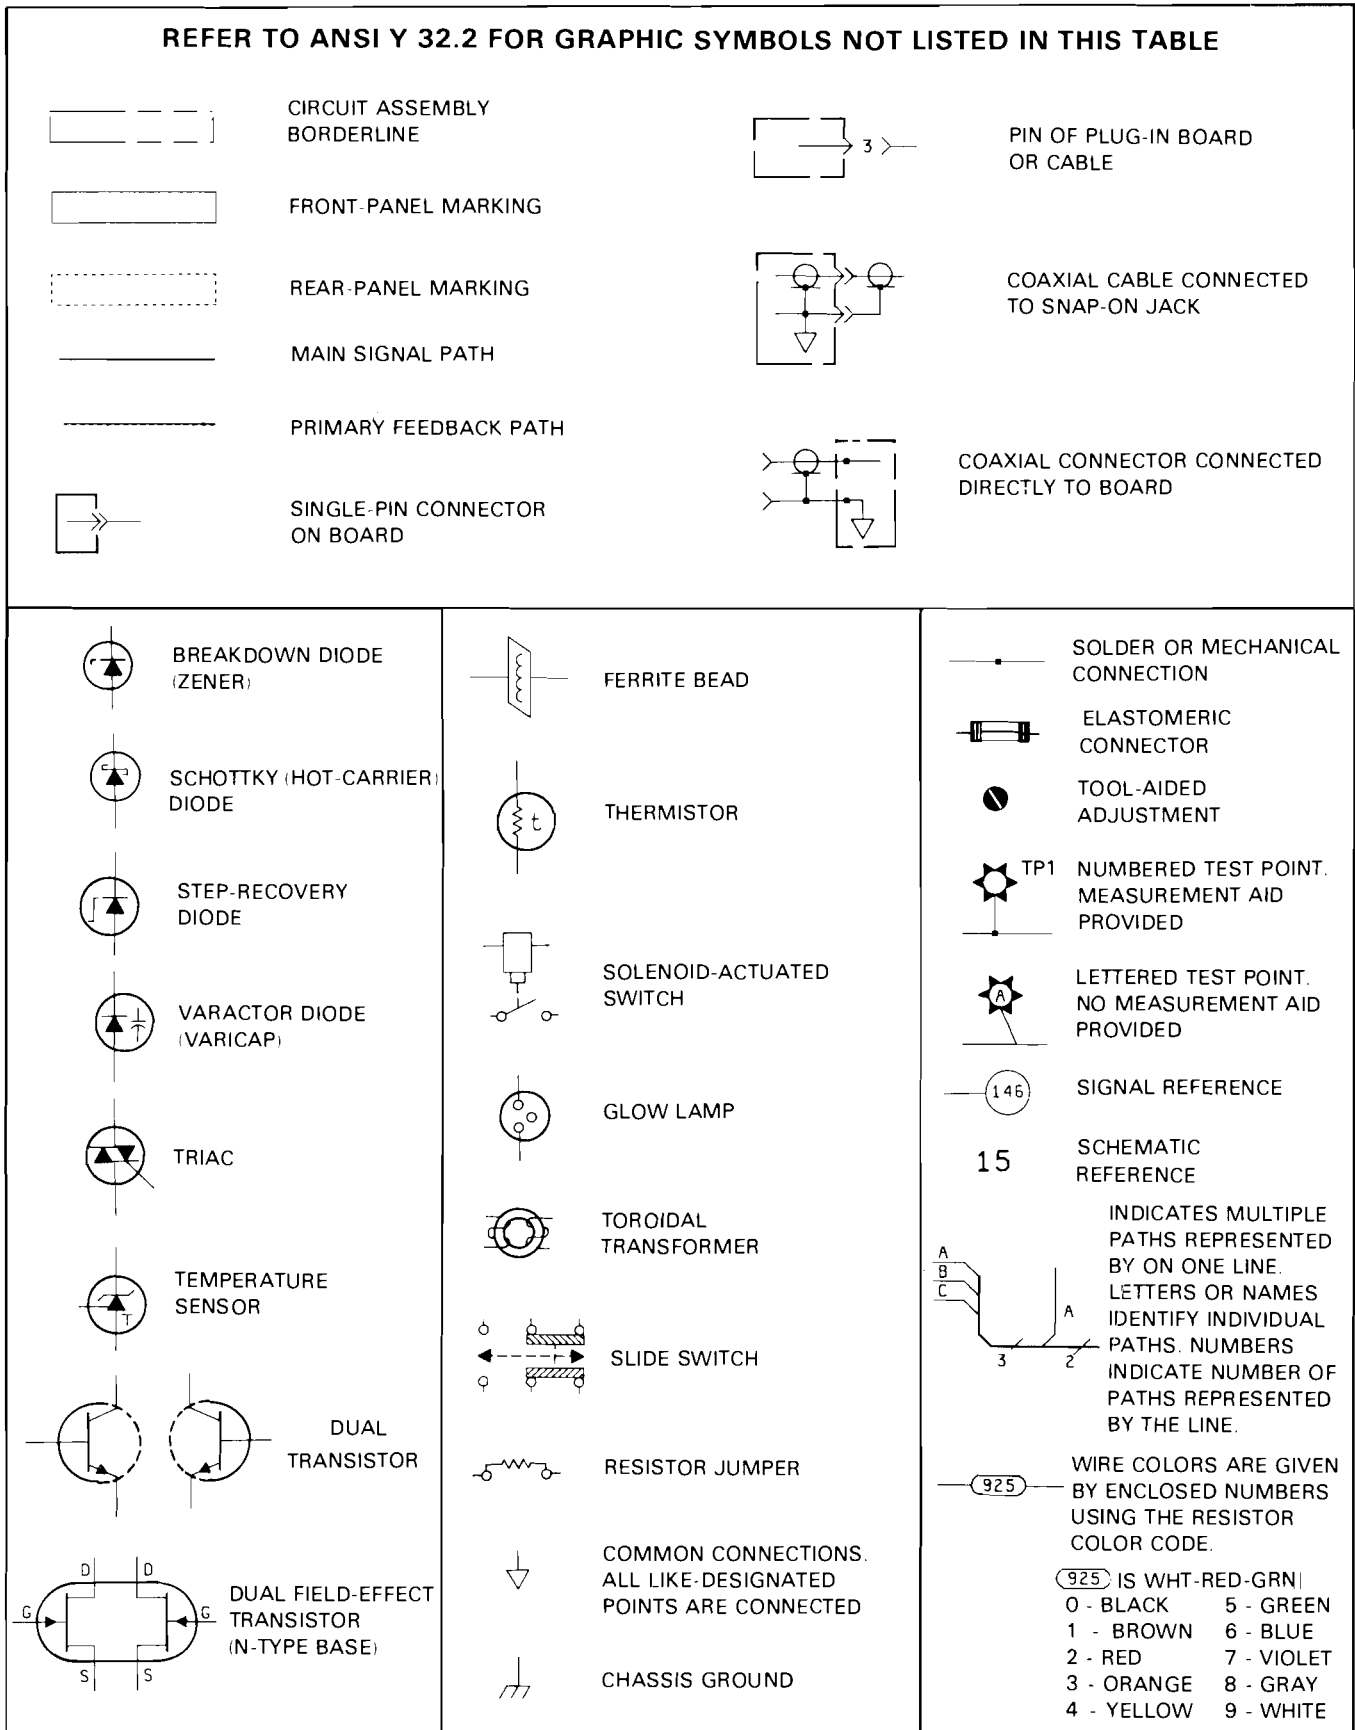 REFER TO ANSI Y 32.2 FOR GRAPHIC SYMBOLS NOT LISTED IN THIS TABLE
CIRCUIT ASSEMBLY
BORDERLINE
FRONT-PANEL MARKING
REAR-PANEL MARKING
MAIN SIGNAL PATH
PRIMARY FEEDBACK PATH
SINGLE-PIN CONNECTOR
ON BOARD
3
PIN OF PLUG-IN BOARD
OR CABLE
COAXIAL CABLE CONNECTED
TO SNAP-ON JACK
COAXIAL CONNECTOR CONNECTED
DIRECTLY TO BOARD
BREAKDOWN DIODE
(ZENER)
SCHOTTKY (HOT-CARRIER)
DIODE
STEP-RECOVERY
DIODE
VARACTOR DIODE
(VARICAP)
TRIAC
T
TEMPERATURE
SENSOR
DUAL
TRANSISTOR
D D
G G
S S
DUAL FIELD-EFFECT
TRANSISTOR
(N-TYPE BASE)
FERRITE BEAD
t
THERMISTOR
SOLENOID-ACTUATED
SWITCH
GLOW LAMP
TOROIDAL
TRANSFORMER
SLIDE SWITCH
RESISTOR JUMPER
COMMON CONNECTIONS.
ALL LIKE-DESIGNATED
POINTS ARE CONNECTED
CHASSIS GROUND
SOLDER OR MECHANICAL
CONNECTION
ELASTOMERIC
CONNECTOR
TOOL-AIDED
ADJUSTMENT
TP1
NUMBERED TEST POINT.
MEASUREMENT AID
PROVIDED
A
LETTERED TEST POINT.
NO MEASUREMENT AID
PROVIDED
146
SIGNAL REFERENCE
15
SCHEMATIC
REFERENCE
A
B
C
A
3
2
INDICATES MULTIPLE
PATHS REPRESENTED
BY ON ONE LINE.
LETTERS OR NAMES
IDENTIFY INDIVIDUAL
PATHS. NUMBERS
INDICATE NUMBER OF
PATHS REPRESENTED
BY THE LINE.
925
WIRE COLORS ARE GIVEN
BY ENCLOSED NUMBERS
USING THE RESISTOR
COLOR CODE.
925 IS WHT-RED-GRN
0 - BLACK 5 - GREEN
1 - BROWN 6 - BLUE
2 - RED 7 - VIOLET
3 - ORANGE 8 - GRAY
4 - YELLOW 9 - WHITE